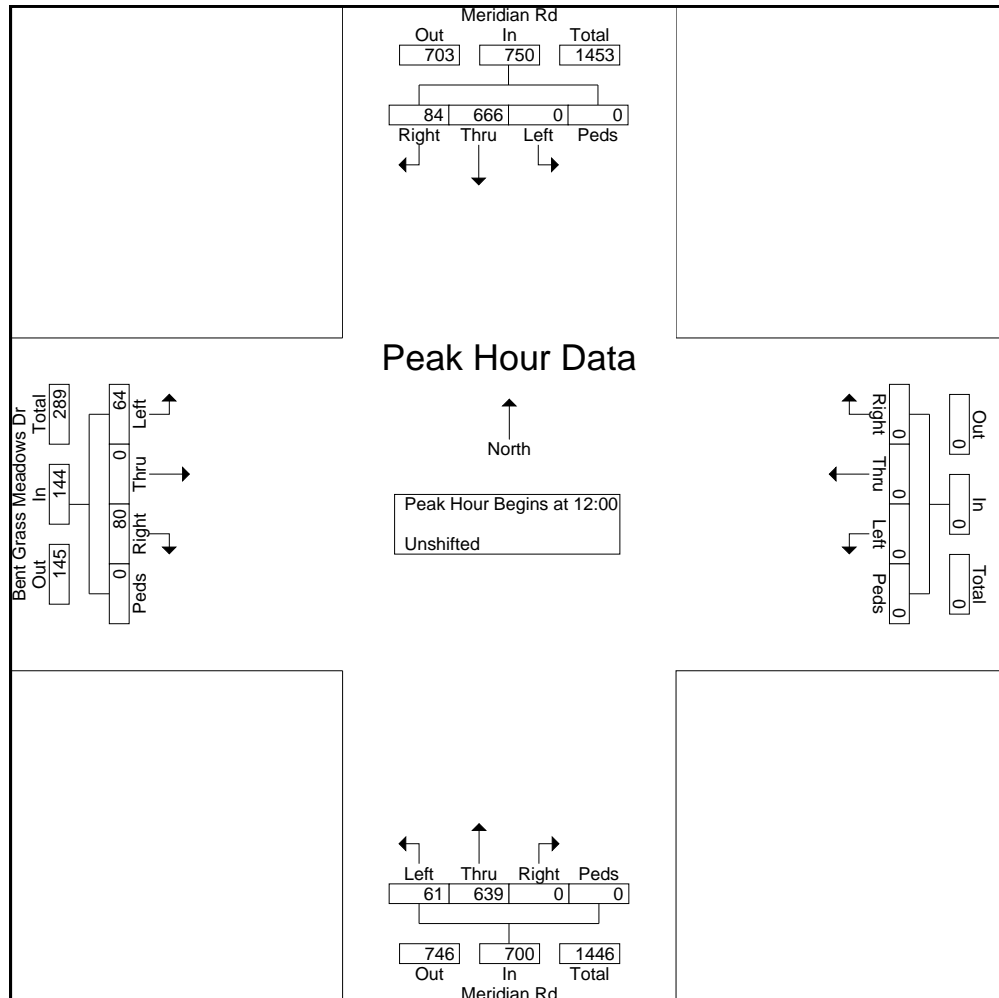 Meridian Rd
Out In Total
703 750 1453
84 666 0 0
Right Thru Left Peds
Peak Hour Data
North
Peak Hour Begins at 12:00
Unshifted
Bent Grass Meadows Dr
Total In Out
289 144 145
64 0 80 0
Left Thru Right Peds
Right Thru Left Peds
0 0 0 0
Out In Total
0 0 0
Left Thru Right Peds
61 639 0 0
746 700 1446
Out In Total
Meridian Rd